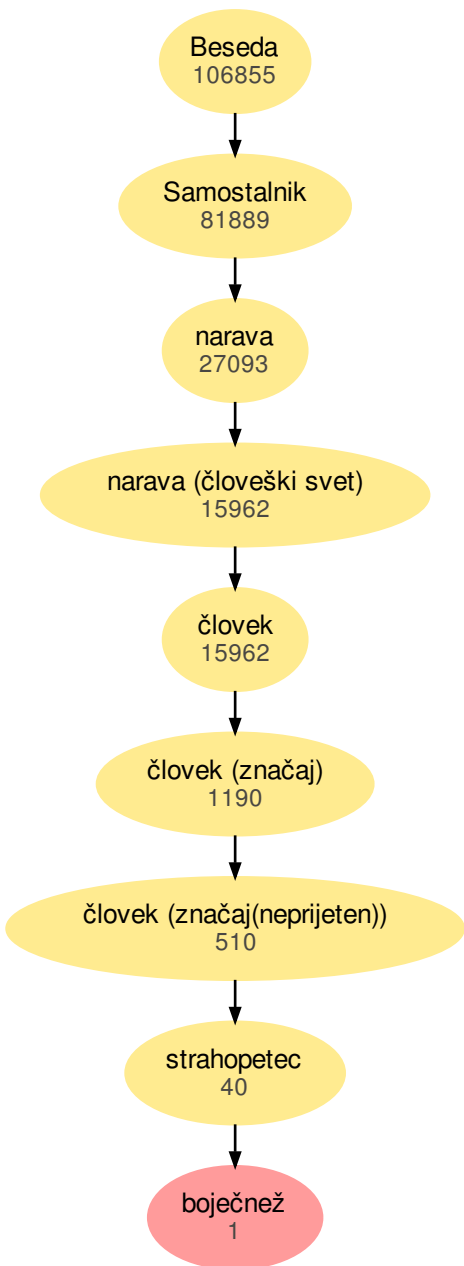 Beseda
106855
Samostalnik
81889
narava
27093
narava (človeški svet)
15962
človek
15962
človek (značaj)
1190
človek (značaj(neprijeten))
510
strahopetec
40
boječnež
1